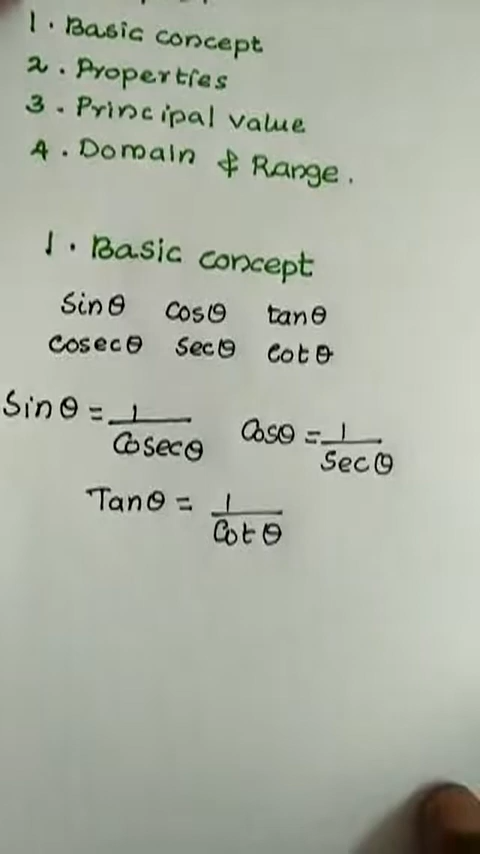 1. Basic concept
2. Properties
3. Principal value
4. Domain & Range.
1. Basic concept
Sinθ Cosθ tanθ
Cosecθ Secθ Cotθ
Sinθ = 1/Cosecθ Cosθ = 1/Secθ
Tanθ = 1/Cotθ